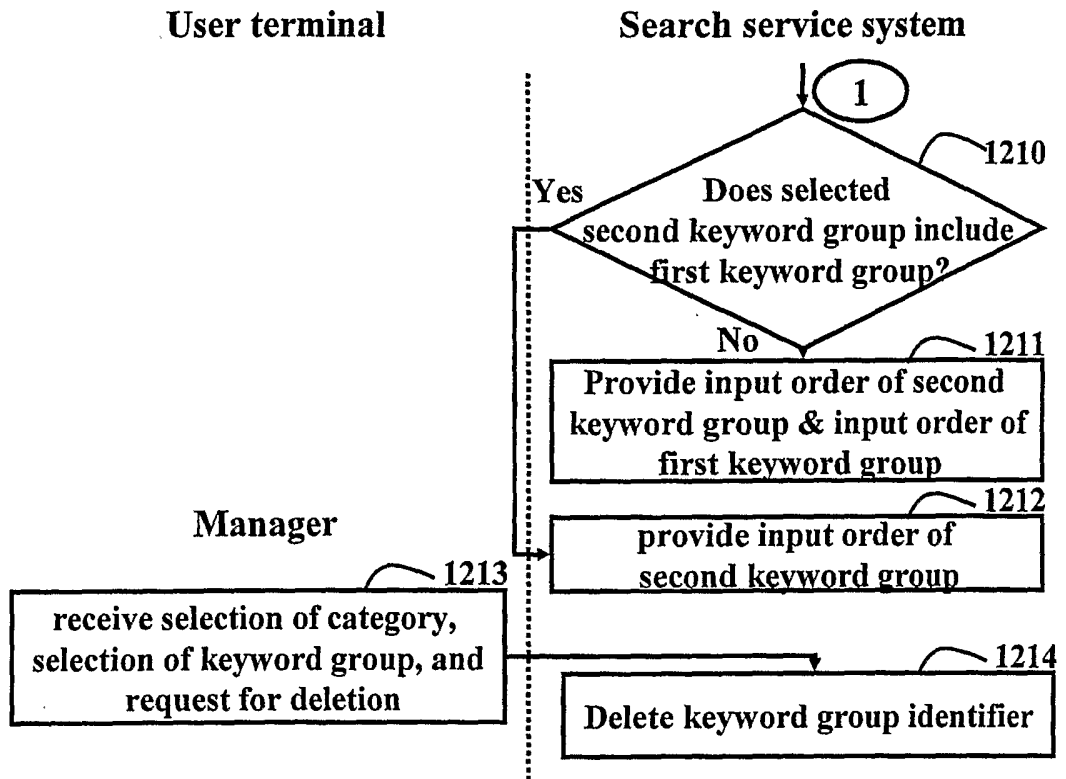 User terminal
Search service system
1
1210
Yes
Does selected
second keyword group include
first keyword group?
No
1211
Provide input order of second
keyword group & input order of
first keyword group
1212
Manager
provide input order of
second keyword group
1213
receive selection of category,
selection of keyword group, and
request for deletion
1214
Delete keyword group identifier